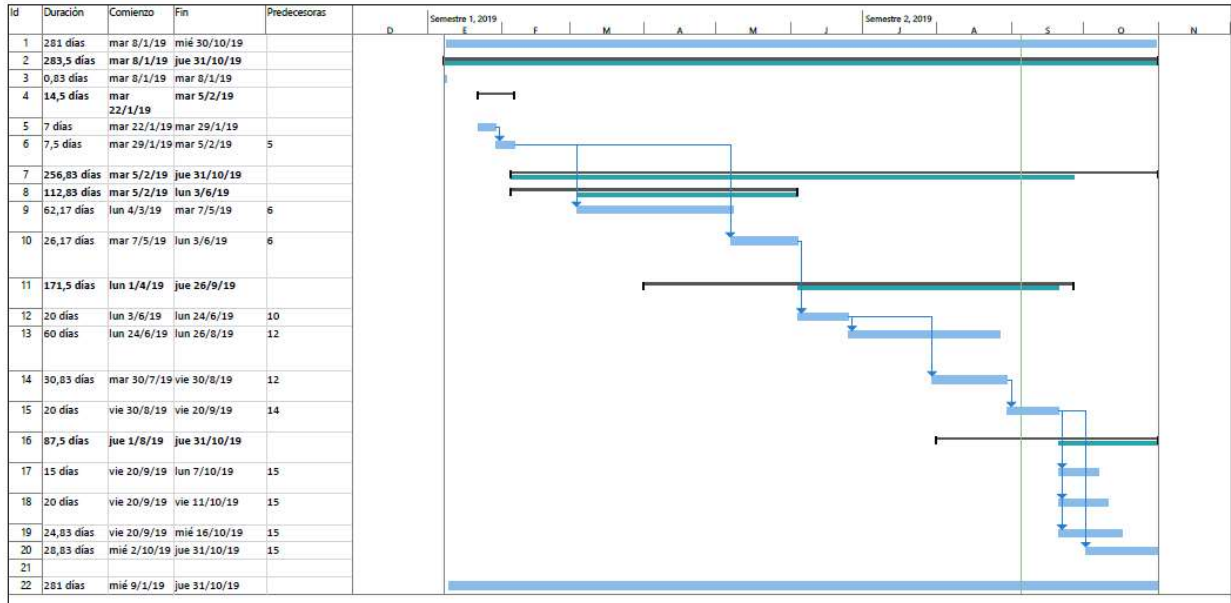 Id Duración Comienzo Fin Predecesoras
Semestre 1, 2019 Semestre 2, 2019
D E F M A M J J A S O N
1 281 días mar 8/1/19 mié 30/10/19
2 283,5 días mar 8/1/19 jue 31/10/19
3 0,83 días mar 8/1/19 mar 8/1/19
4 14,5 días mar 22/1/19 mar 5/2/19
5 7 días mar 22/1/19 mar 29/1/19
6 7,5 días mar 29/1/19 mar 5/2/19 5
7 256,83 días mar 5/2/19 jue 31/10/19
8 112,83 días mar 5/2/19 lun 3/6/19
9 62,17 días lun 4/3/19 mar 7/5/19 6
10 26,17 días mar 7/5/19 lun 3/6/19 6
11 171,5 días lun 1/4/19 jue 26/9/19
12 20 días lun 3/6/19 lun 24/6/19 10
13 60 días lun 24/6/19 lun 26/8/19 12
14 30,83 días mar 30/7/19 vie 30/8/19 12
15 20 días vie 30/8/19 vie 20/9/19 14
16 87,5 días jue 1/8/19 jue 31/10/19
17 15 días vie 20/9/19 lun 7/10/19 15
18 20 días vie 20/9/19 vie 11/10/19 15
19 24,83 días vie 20/9/19 mié 16/10/19 15
20 28,83 días mié 2/10/19 jue 31/10/19 15
21
22 281 días mié 9/1/19 jue 31/10/19